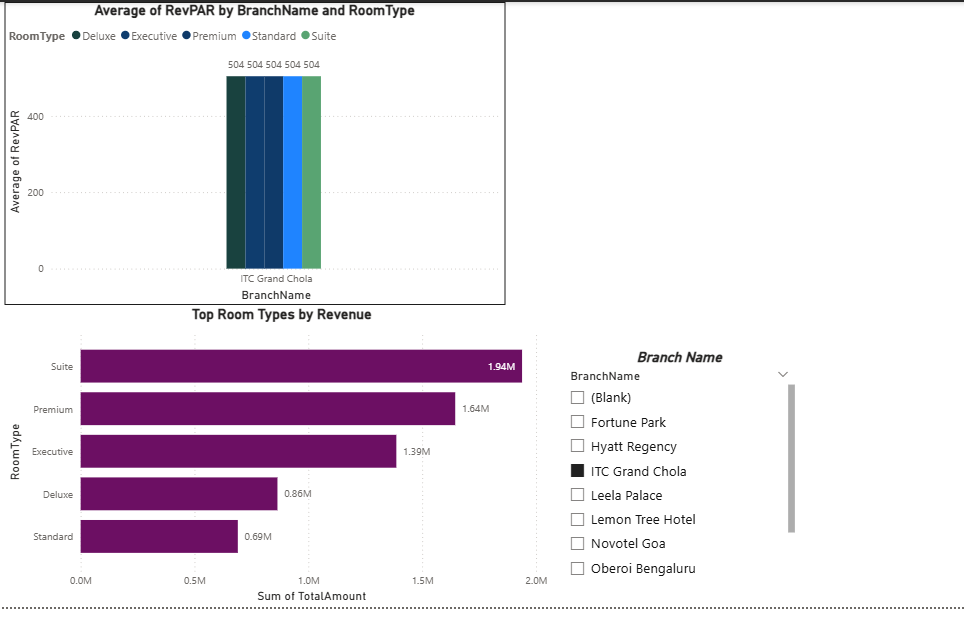 Average of RevPAR by BranchName and RoomType
RoomType Deluxe Executive Premium Standard Suite
504 504 504 504 504
Average of RevPAR
400
200
0
ITC Grand Chola
BranchName
Top Room Types by Revenue
RoomType
Suite 1.94M
Premium 1.64M
Executive 1.39M
Deluxe 0.86M
Standard 0.69M
0.0M 0.5M 1.0M 1.5M 2.0M
Sum of TotalAmount
Branch Name
BranchName
(Blank)
Fortune Park
Hyatt Regency
ITC Grand Chola
Leela Palace
Lemon Tree Hotel
Novotel Goa
Oberoi Bengaluru